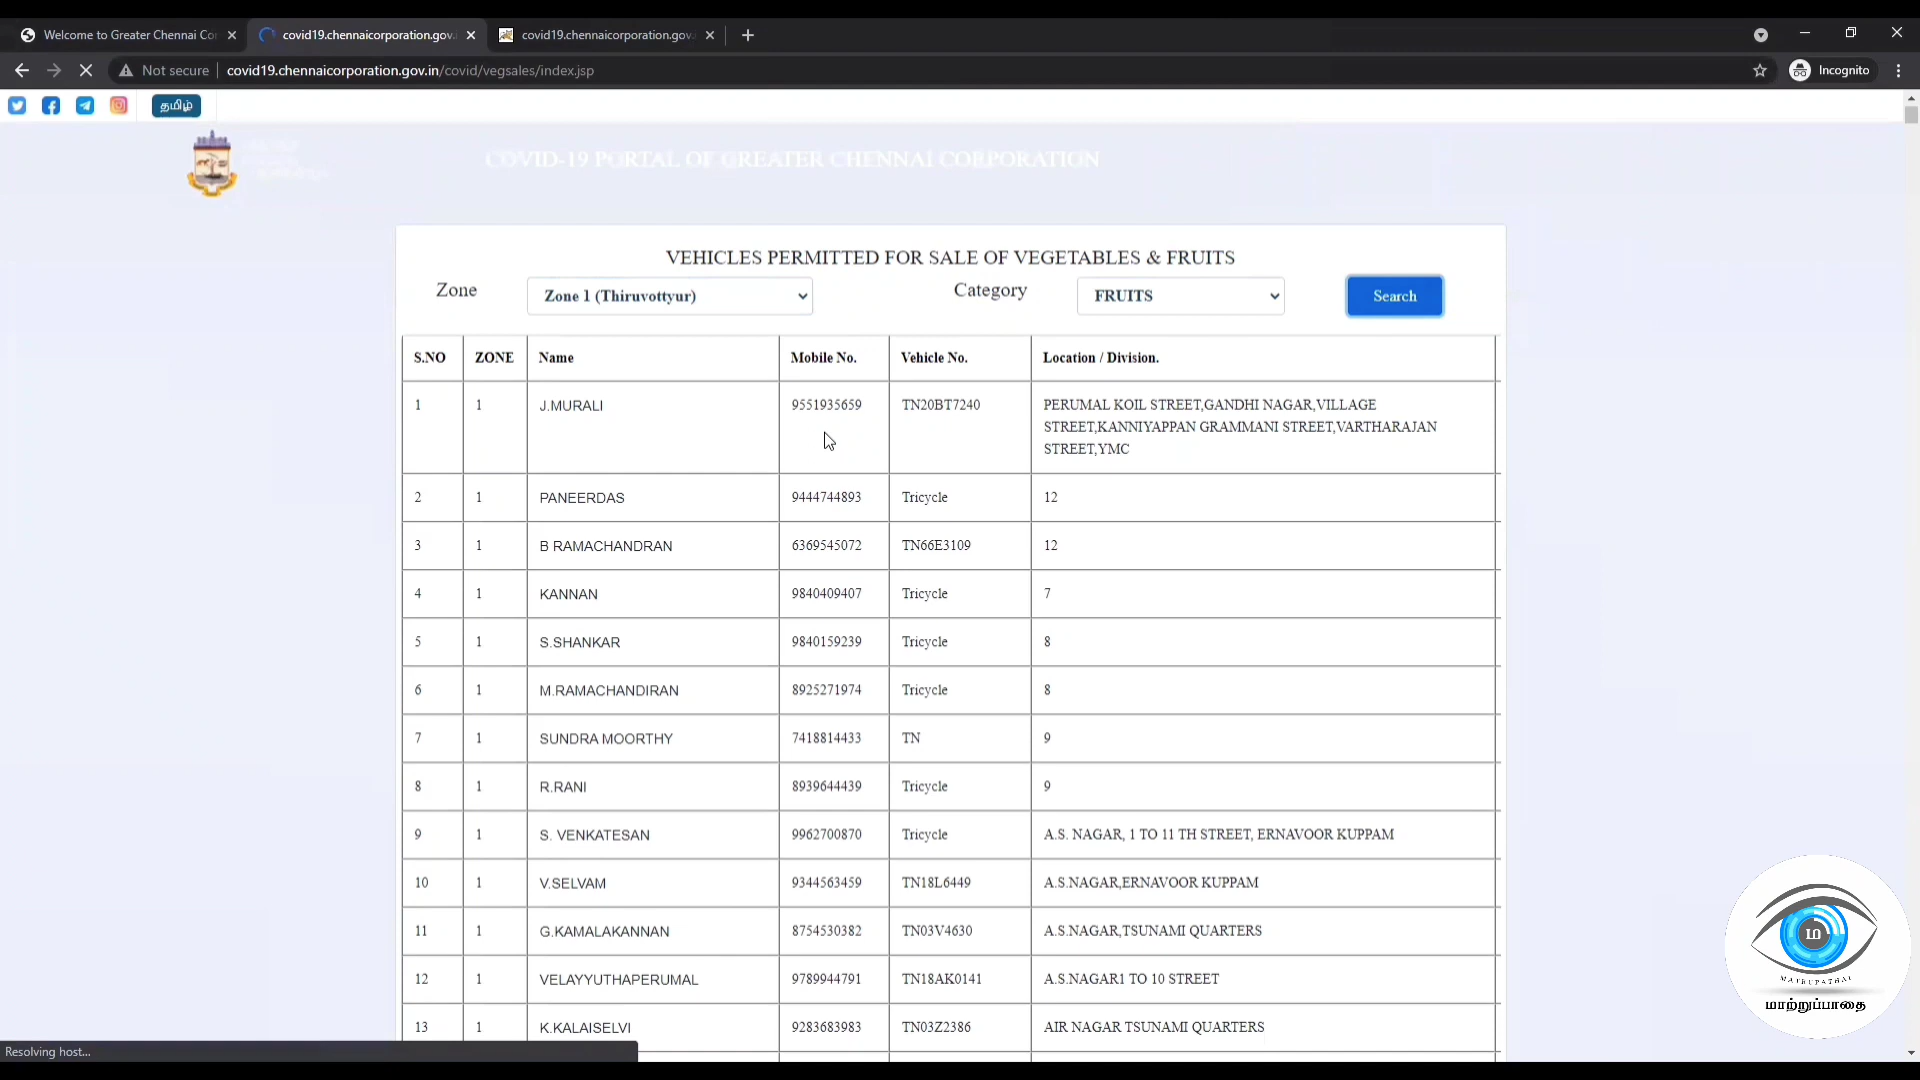 Welcome to Greater Chennai Co
covid19.chennaicorporation.gov.i
covid19.chennaicorporation.gov.
Not secure
covid19.chennaicorporation.gov.in/covid/vegsales/index.jsp
Incognito
தமிழ்
COVID-19 PORTAL OF GREATER CHENNAI CORPORATION
VEHICLES PERMITTED FOR SALE OF VEGETABLES & FRUITS
Zone Zone 1 (Thiruvottyur) Category FRUITS Search
S.NO ZONE Name Mobile No. Vehicle No. Location / Division.
1 1 J.MURALI 9551935659 TN20BT7240 PERUMAL KOIL STREET,GANDHI NAGAR,VILLAGE
STREET,KANNIYAPPAN GRAMMANI STREET,VARTHARAJAN
STREET,YMC
2 1 PANEERDAS 9444744893 Tricycle 12
3 1 B RAMACHANDRAN 6369545072 TN66E3109 12
4 1 KANNAN 9840409407 Tricycle 7
5 1 S.SHANKAR 9840159239 Tricycle 8
6 1 M.RAMACHANDIRAN 8925271974 Tricycle 8
7 1 SUNDRA MOORTHY 7418814433 TN 9
8 1 R.RANI 8939644439 Tricycle 9
9 1 S. VENKATESAN 9962700870 Tricycle A.S. NAGAR, 1 TO 11 TH STREET, ERNAVOOR KUPPAM
10 1 V.SELVAM 9344563459 TN18L6449 A.S.NAGAR,ERNAVOOR KUPPAM
11 1 G.KAMALAKANNAN 8754530382 TN03V4630 A.S.NAGAR,TSUNAMI QUARTERS
12 1 VELAYYUTHAPERUMAL 9789944791 TN18AK0141 A.S.NAGAR1 TO 10 STREET
13 1 K.KALAISELVI 9283683983 TN03Z2386 AIR NAGAR TSUNAMI QUARTERS
Resolving host...
மா
MATRUPATHAI
மாற்றுப்பாதை